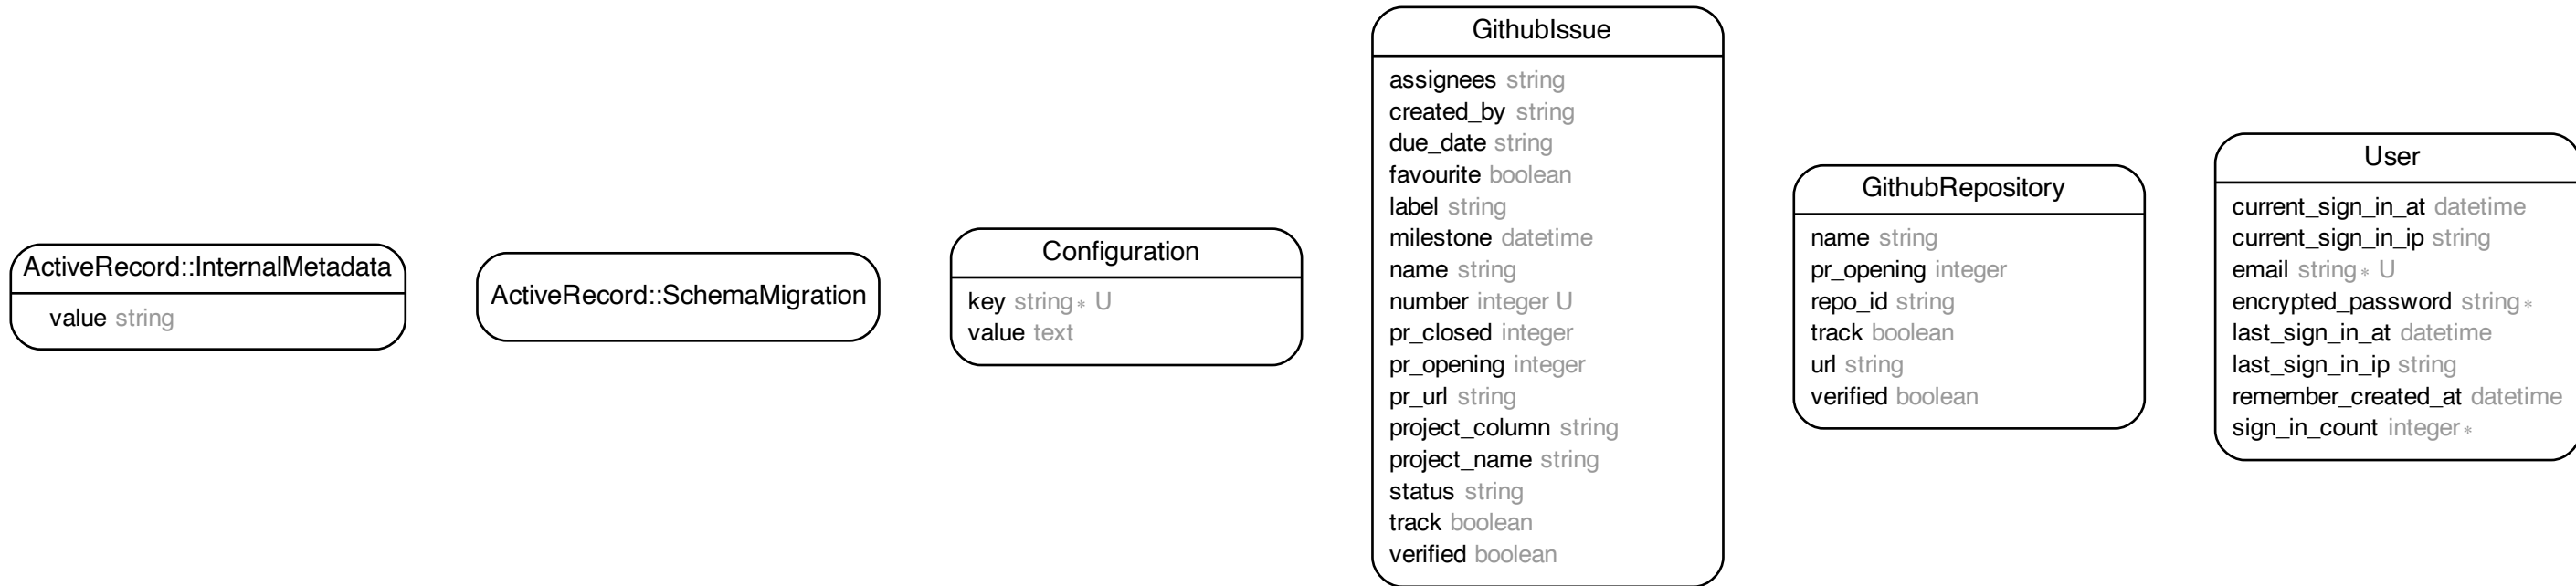 ActiveRecord::InternalMetadata
value string
ActiveRecord::SchemaMigration
Configuration
key string* U
value text
GithubIssue
assignees string
created_by string
due_date string
favourite boolean
label string
milestone datetime
name string
number integer U
pr_closed integer
pr_opening integer
pr_url string
project_column string
project_name string
status string
track boolean
verified boolean
GithubRepository
name string
pr_opening integer
repo_id string
track boolean
url string
verified boolean
User
current_sign_in_at datetime
current_sign_in_ip string
email string* U
encrypted_password string*
last_sign_in_at datetime
last_sign_in_ip string
remember_created_at datetime
sign_in_count integer*